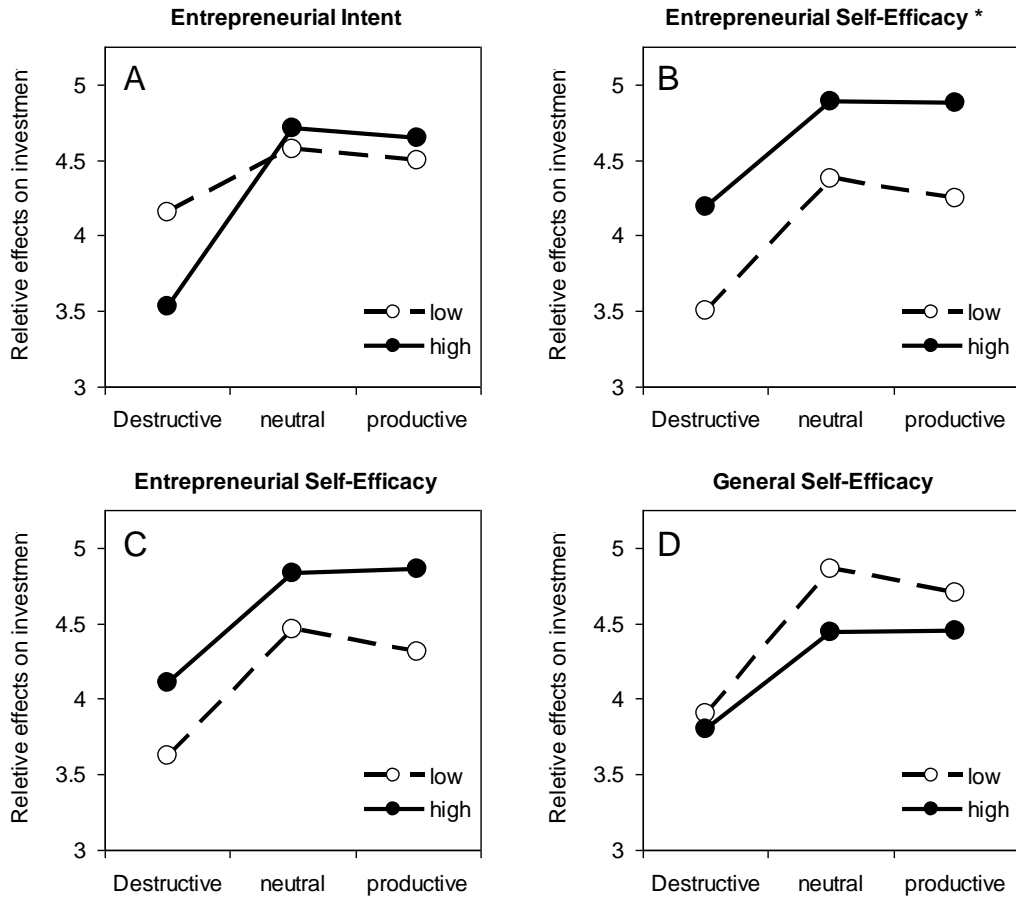 Entrepreneurial Intent
A
Reletive effects on investmen
5
4.5
4
3.5
3
low
high
Destructive neutral productive
Entrepreneurial Self-Efficacy *
B
Reletive effects on investmen
5
4.5
4
3.5
3
low
high
Destructive neutral productive
Entrepreneurial Self-Efficacy
C
Reletive effects on investmen
5
4.5
4
3.5
3
low
high
Destructive neutral productive
General Self-Efficacy
D
Reletive effects on investmen
5
4.5
4
3.5
3
low
high
Destructive neutral productive